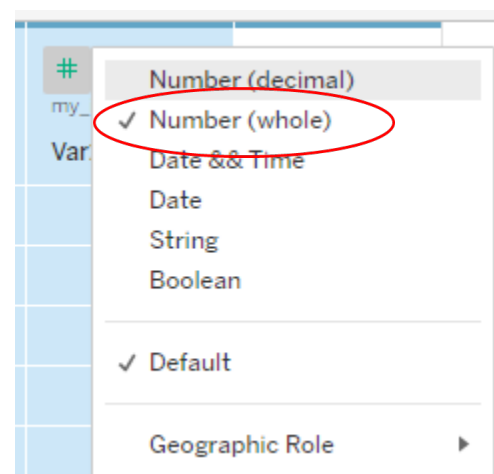 #
Number (decimal)
my_
✓ Number (whole)
Var
Date && Time
Date
String
Boolean
✓ Default
Geographic Role